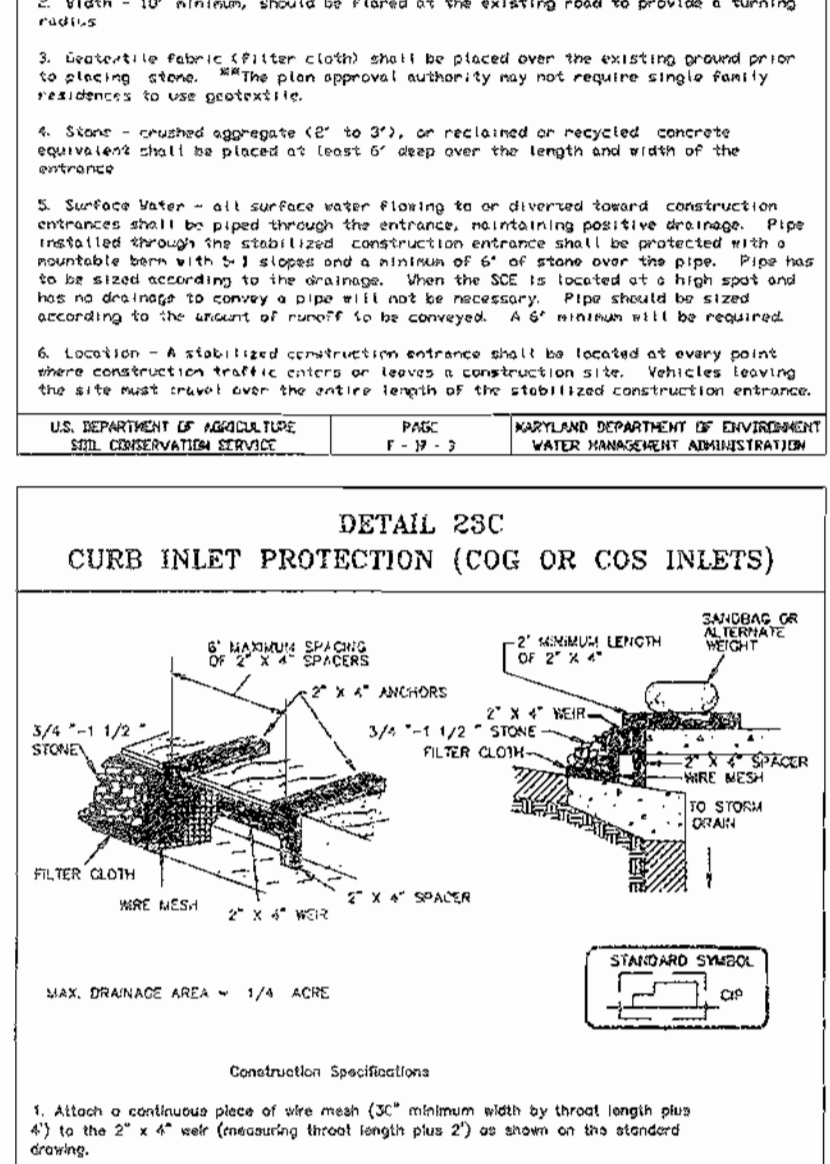 2. Width - 10' minimum, should be flared at the existing road to provide a turning
radius
3. Geotextile fabric (filter cloth) shall be placed over the existing ground prior
to placing stone. **The plan approval authority may not require single family
residences to use geotextile.
4. Stone - crushed aggregate (2" to 3"), or reclaimed or recycled concrete
equivalent shall be placed at least 6" deep over the length and width of the
entrance
5. Surface Water - all surface water flowing to or diverted toward construction
entrances shall be piped through the entrance, maintaining positive drainage. Pipe
installed through the stabilized construction entrance shall be protected with a
mountable berm with 5:1 slopes and a minimum of 6" of stone over the pipe. Pipe has
to be sized according to the drainage. When the SCE is located at a high spot and
has no drainage to convey a pipe will not be necessary. Pipe should be sized
according to the amount of runoff to be conveyed. A 6" minimum will be required.
6. Location - A stabilized construction entrance shall be located at every point
where construction traffic enters or leaves a construction site. Vehicles leaving
the site must travel over the entire length of the stabilized construction entrance.
U.S. DEPARTMENT OF AGRICULTURE
SOIL CONSERVATION SERVICE
PAGE
F - 17 - 3
MARYLAND DEPARTMENT OF ENVIRONMENT
WATER MANAGEMENT ADMINISTRATION
DETAIL 23C
CURB INLET PROTECTION (COG OR COS INLETS)
6' MAXIMUM SPACING
OF 2" X 4" SPACERS
2" X 4" ANCHORS
3/4 "-1 1/2 "
STONE
FILTER CLOTH
WIRE MESH
2" X 4" WEIR
2" X 4" SPACER
SANDBAG OR
ALTERNATE
WEIGHT
2' MINIMUM LENGTH
OF 2" X 4"
2" X 4" WEIR
3/4 "-1 1/2 " STONE
FILTER CLOTH
2" X 4" SPACER
WIRE MESH
TO STORM
DRAIN
MAX. DRAINAGE AREA = 1/4 ACRE
STANDARD SYMBOL
CIP
Construction Specifications
1. Attach a continuous piece of wire mesh (30" minimum width by throat length plus
4') to the 2" x 4" weir (measuring throat length plus 2') as shown on the standard
drawing.